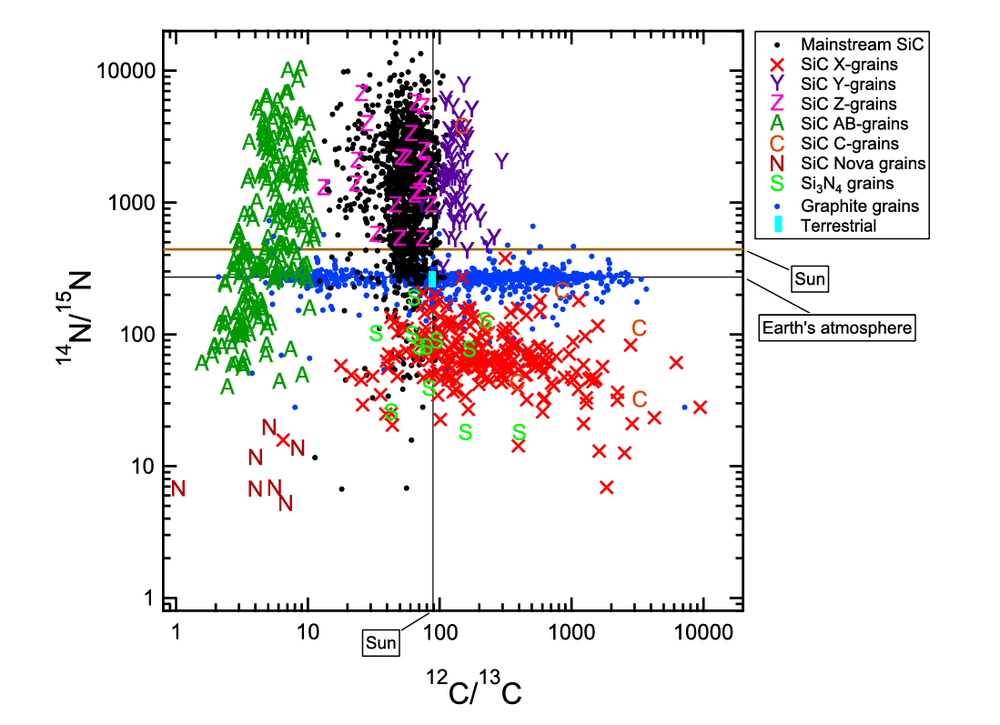 10000
1000
100
10
1
¹⁴N/¹⁵N
1
10
100
1000
10000
¹²C/¹³C
Sun
Mainstream SiC
X SiC X-grains
Y SiC Y-grains
Z SiC Z-grains
A SiC AB-grains
C SiC C-grains
N SiC Nova grains
S Si₃N₄ grains
Graphite grains
Terrestrial
Sun
Earth's atmosphere